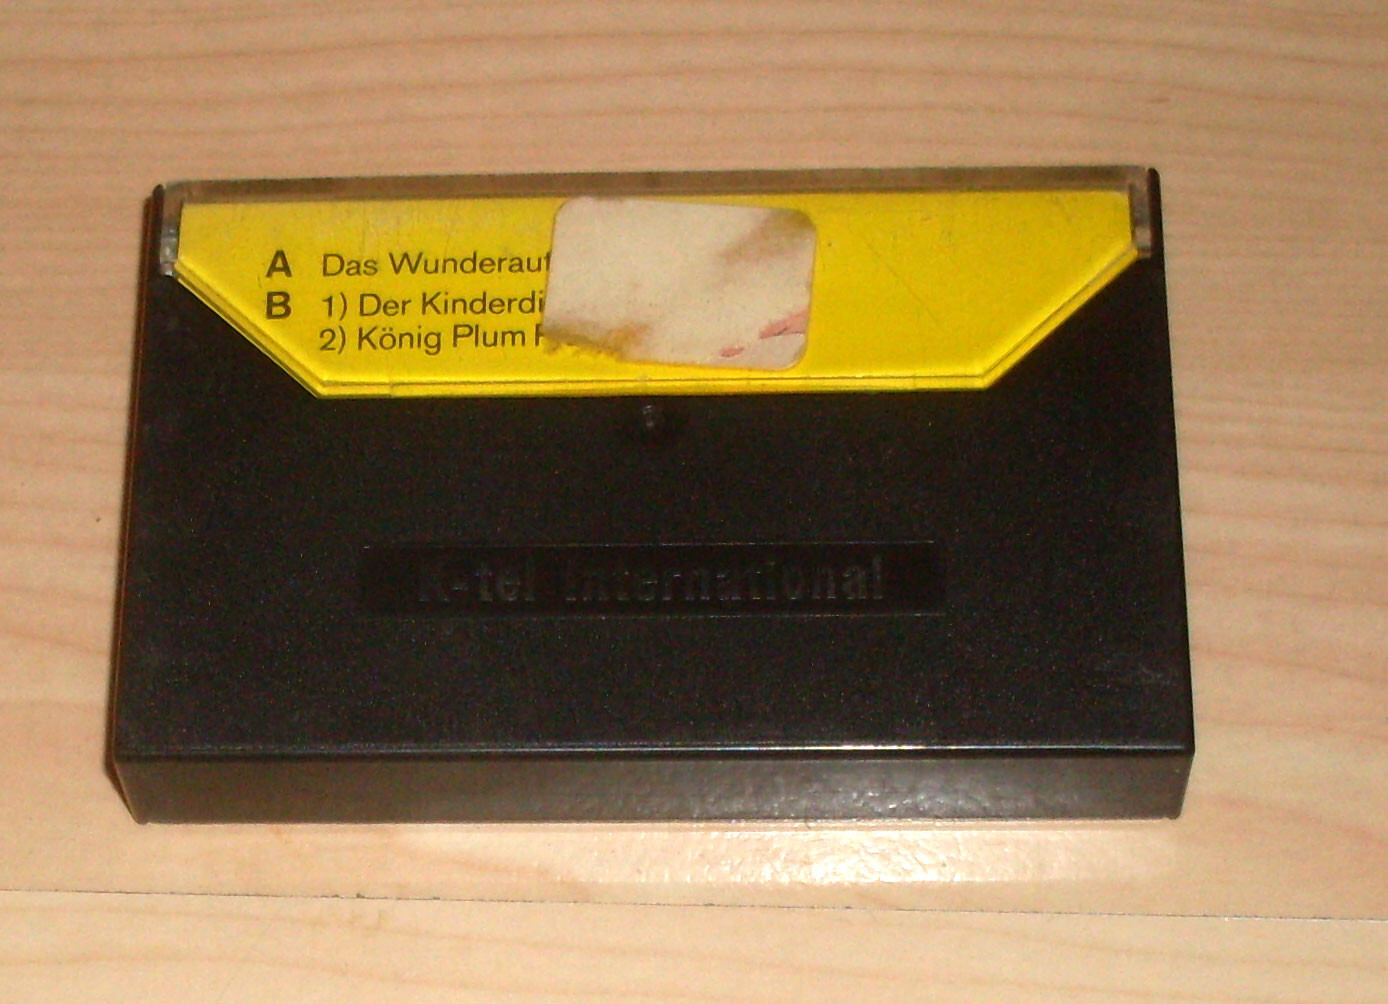 A Das Wunderaut
B 1) Der Kinderdi
2) König Plum P
K-tel International